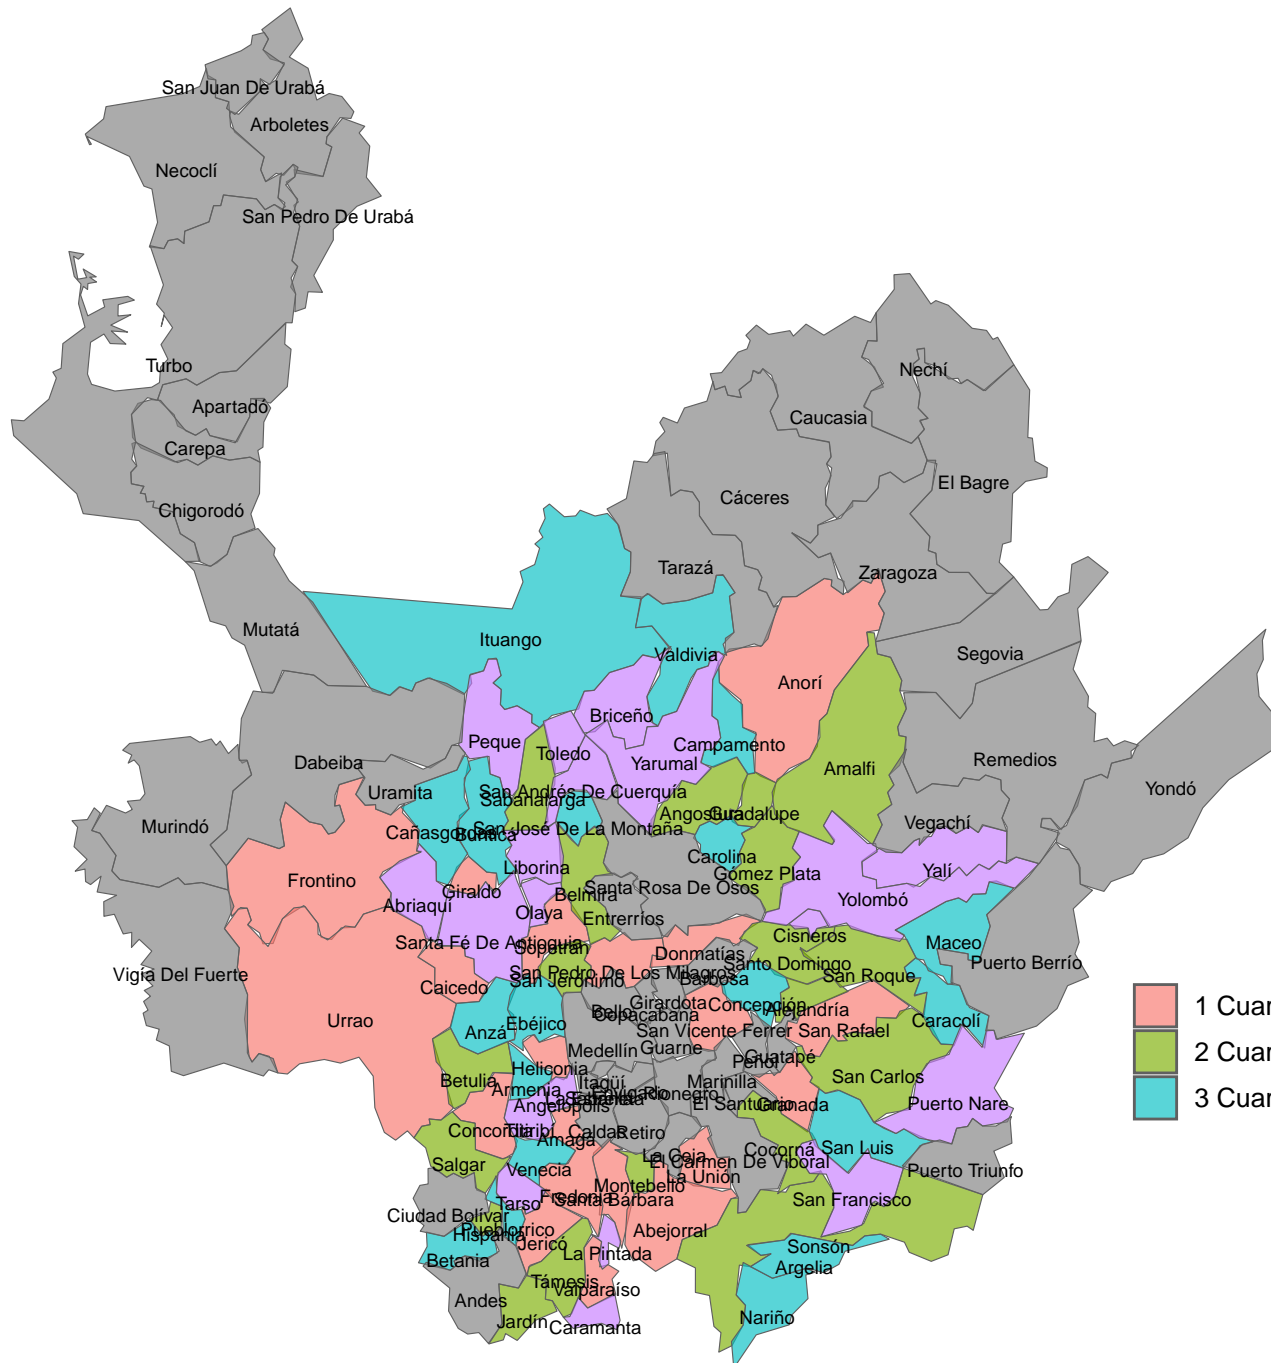 San Juan De Urabá
Arboletes
Necoclí
San Pedro De Urabá
Turbo
Nechí
Apartadó
Caucasia
Carepa
El Bagre
Cáceres
Chigorodó
Tarazá
Zaragoza
Mutatá
Ituango
Valdivia
Segovia
Anorí
Briceño
Peque
Toledo
Campamento
Dabeiba
Yarumal
Amalfi
Remedios
Yondó
Uramita
San Andrés De Cuerquía
Sabanalarga
Angostura
Guadalupe
Vegachí
Murindó
Cañasgordas
Buriticá
San José De La Montaña
Carolina
Liborina
Gómez Plata
Yalí
Frontino
Giraldo
Belmira
Santa Rosa De Osos
Yolombó
Abriaquí
Olaya
Entrerríos
Cisneros
Santa Fé De Antioquia
Sopetrán
Donmatías
Maceo
Santo Domingo
Puerto Berrío
Vigía Del Fuerte
San Pedro De Los Milagros
San Jerónimo
Barbosa
San Roque
Caicedo
Girardota
Concepción
Alejandría
1 Cuar
Bello
Copacabana
Urrao
Anzá
Ebéjico
San Vicente Ferrer
San Rafael
Caracolí
Medellín
Guarne
Guatapé
2 Cuar
Peñol
Heliconia
San Carlos
Betulia
Armenia
Itagüí
Marinilla
Envigado
Rionegro
La Estrella
Sabaneta
Angelópolis
El Santuario
Granada
Puerto Nare
3 Cuar
Concordia
Titiribí
Amagá
Caldas
Retiro
Cocorná
San Luis
La Ceja
El Carmen De Viboral
Salgar
Venecia
Puerto Triunfo
La Unión
Montebello
Tarso
Fredonia
Santa Bárbara
San Francisco
Ciudad Bolívar
Pueblorrico
Hispania
Abejorral
Jericó
La Pintada
Sonsón
Betania
Argelia
Támesis
Valparaíso
Andes
Jardín
Caramanta
Nariño